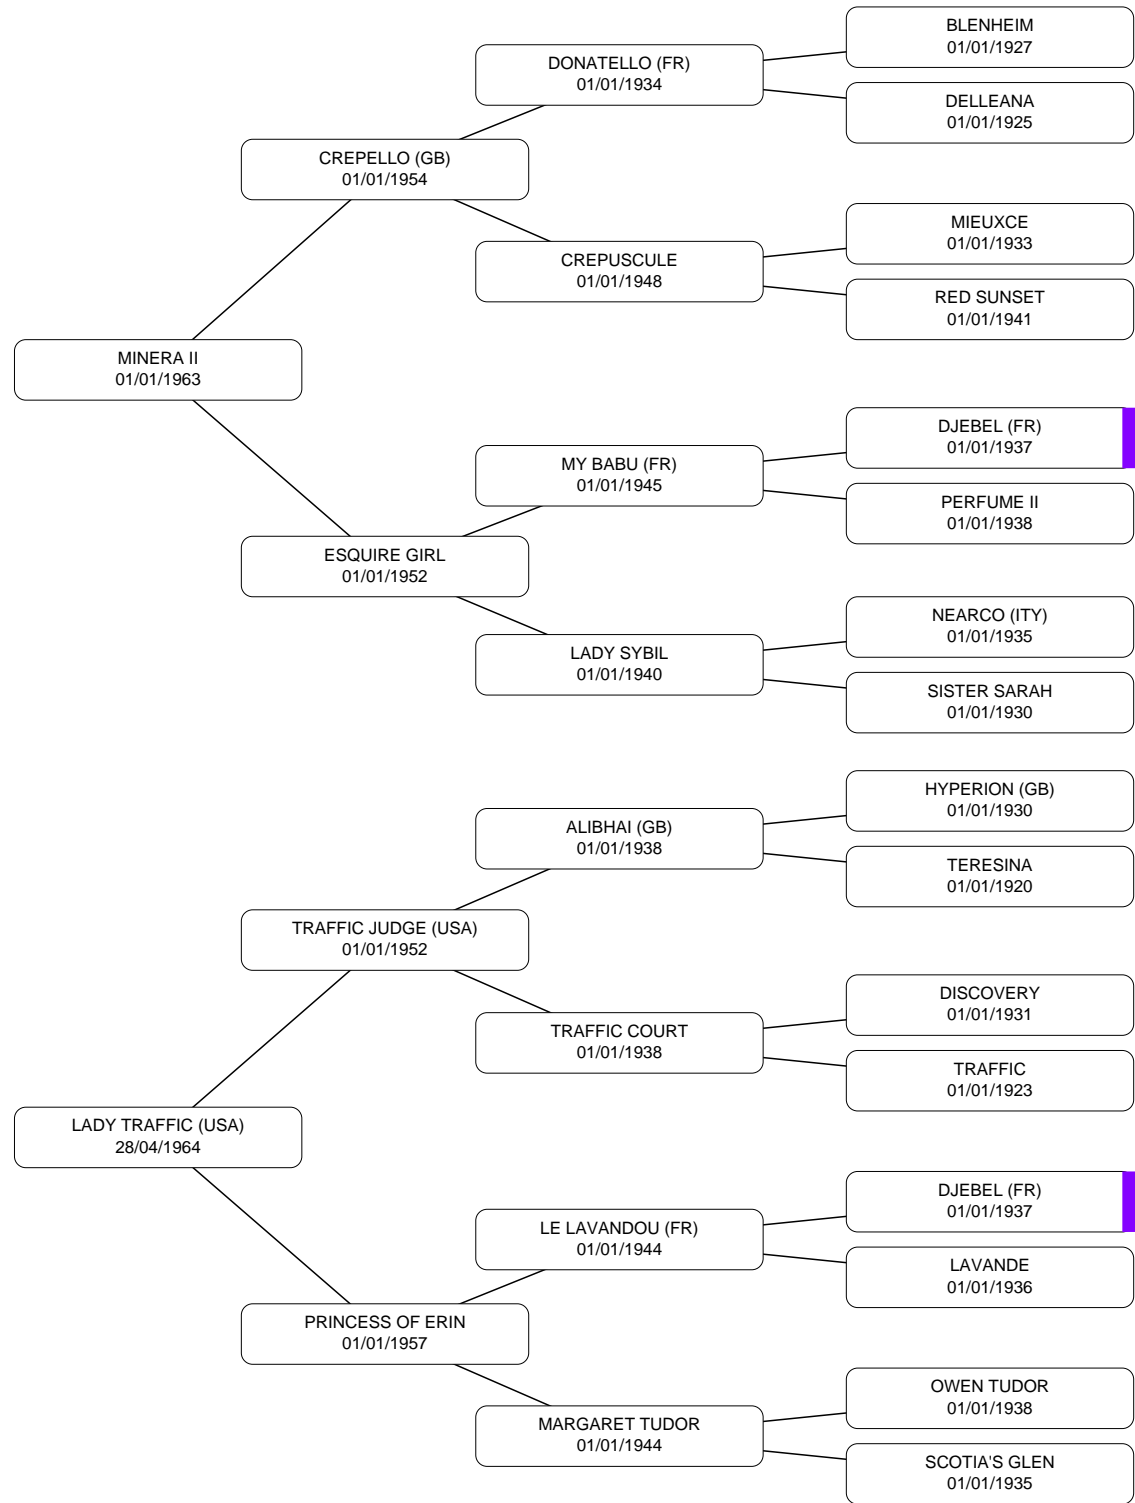 BLENHEIM
01/01/1927
DONATELLO (FR)
01/01/1934
DELLEANA
01/01/1925
CREPELLO (GB)
01/01/1954
MIEUXCE
01/01/1933
CREPUSCULE
01/01/1948
RED SUNSET
01/01/1941
MINERA II
01/01/1963
DJEBEL (FR)
01/01/1937
MY BABU (FR)
01/01/1945
PERFUME II
01/01/1938
ESQUIRE GIRL
01/01/1952
NEARCO (ITY)
01/01/1935
LADY SYBIL
01/01/1940
SISTER SARAH
01/01/1930
HYPERION (GB)
01/01/1930
ALIBHAI (GB)
01/01/1938
TERESINA
01/01/1920
TRAFFIC JUDGE (USA)
01/01/1952
DISCOVERY
01/01/1931
TRAFFIC COURT
01/01/1938
TRAFFIC
01/01/1923
LADY TRAFFIC (USA)
28/04/1964
DJEBEL (FR)
01/01/1937
LE LAVANDOU (FR)
01/01/1944
LAVANDE
01/01/1936
PRINCESS OF ERIN
01/01/1957
OWEN TUDOR
01/01/1938
MARGARET TUDOR
01/01/1944
SCOTIA'S GLEN
01/01/1935